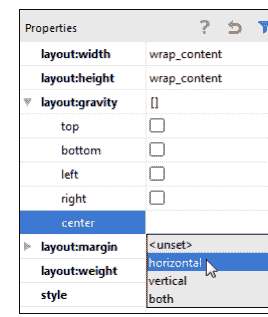 Properties ?
layout:width wrap_content
layout:height wrap_content
layout:gravity []
top
bottom
left
right
center
layout:margin <unset>
horizontal
layout:weight vertical
style both